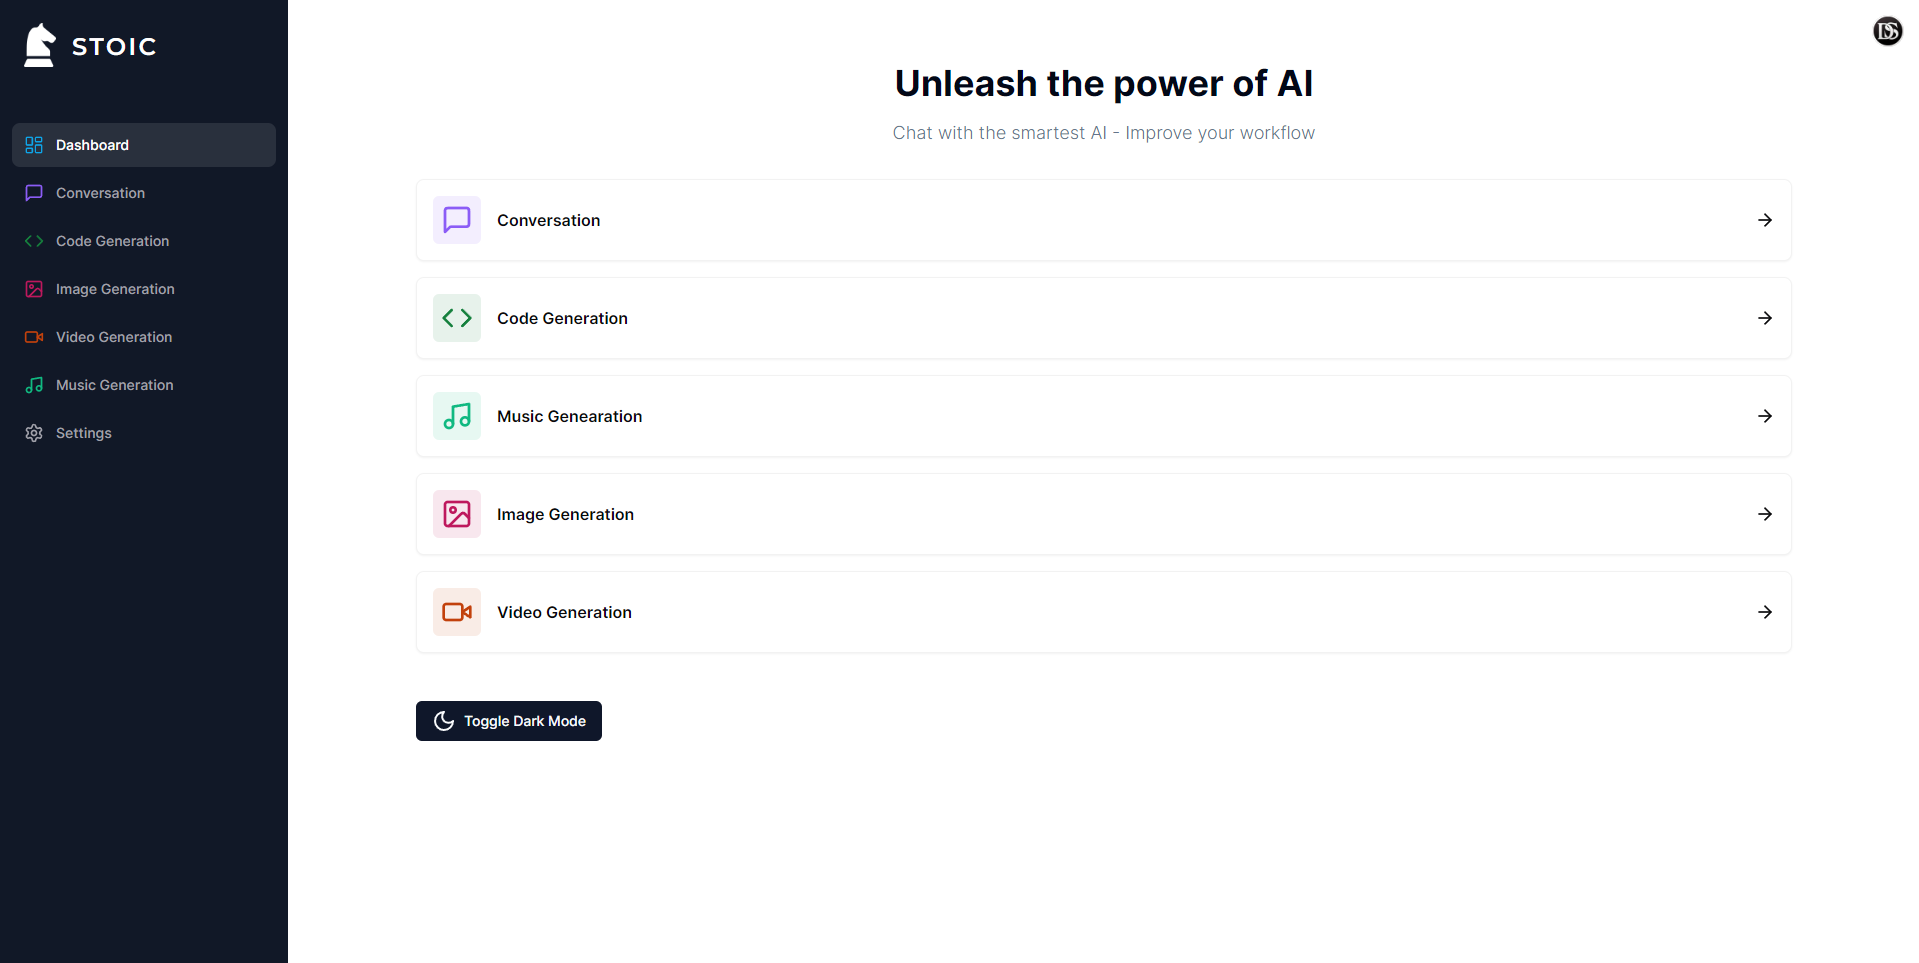 STOIC
Dashboard
Conversation
Code Generation
Image Generation
Video Generation
Music Generation
Settings
DS
Unleash the power of AI
Chat with the smartest AI - Improve your workflow
Conversation
Code Generation
Music Genearation
Image Generation
Video Generation
Toggle Dark Mode